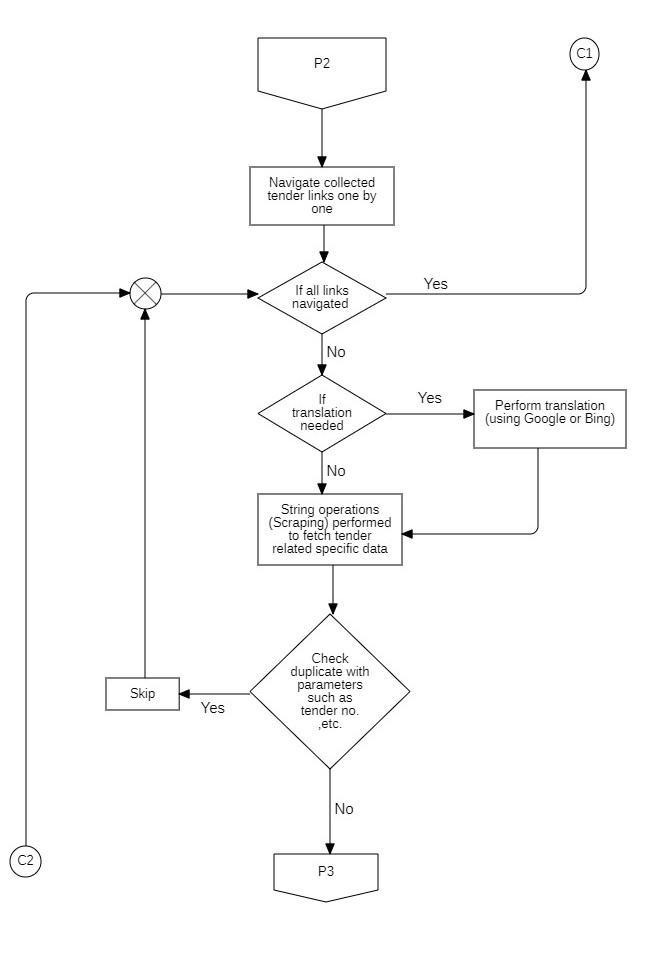 P2
C1
Navigate collected
tender links one by
one
If all links
navigated
Yes
No
If
translation
needed
Yes
Perform translation
(using Google or Bing)
No
String operations
(Scraping) performed
to fetch tender
related specific data
Check
duplicate with
parameters
such as
tender no.
,etc.
Skip
Yes
No
C2
P3